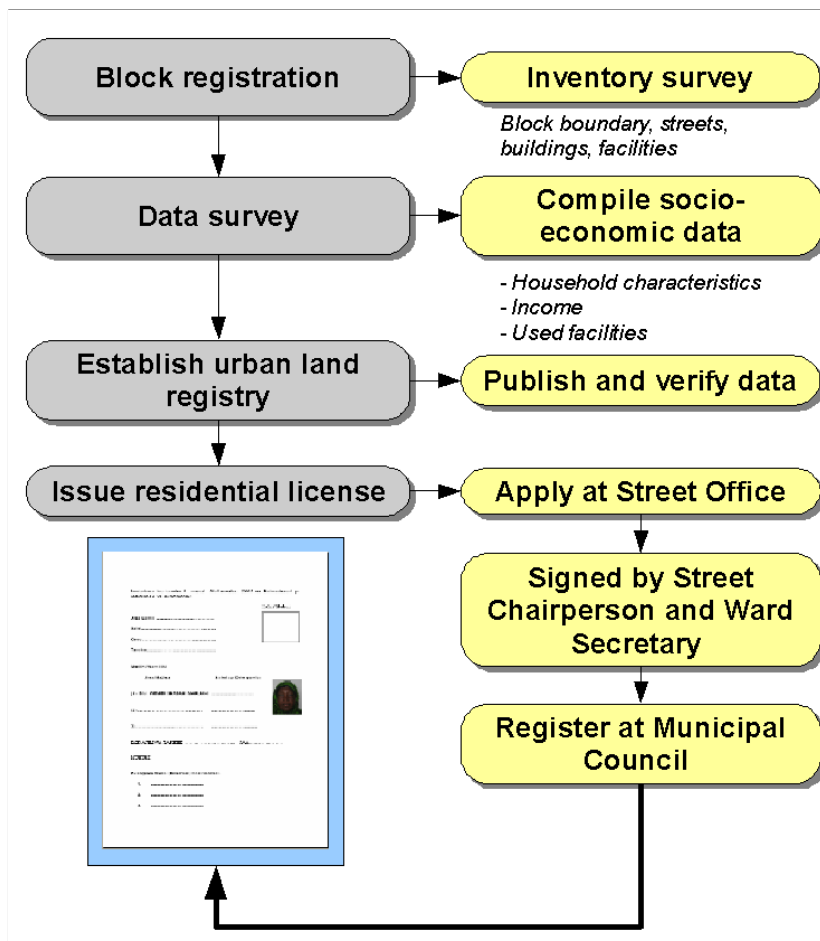 Block registration
Inventory survey
Block boundary, streets,
buildings, facilities
Data survey
Compile socio-
economic data
- Household characteristics
- Income
- Used facilities
Establish urban land
registry
Publish and verify data
Issue residential license
Apply at Street Office
Signed by Street
Chairperson and Ward
Secretary
Register at Municipal
Council